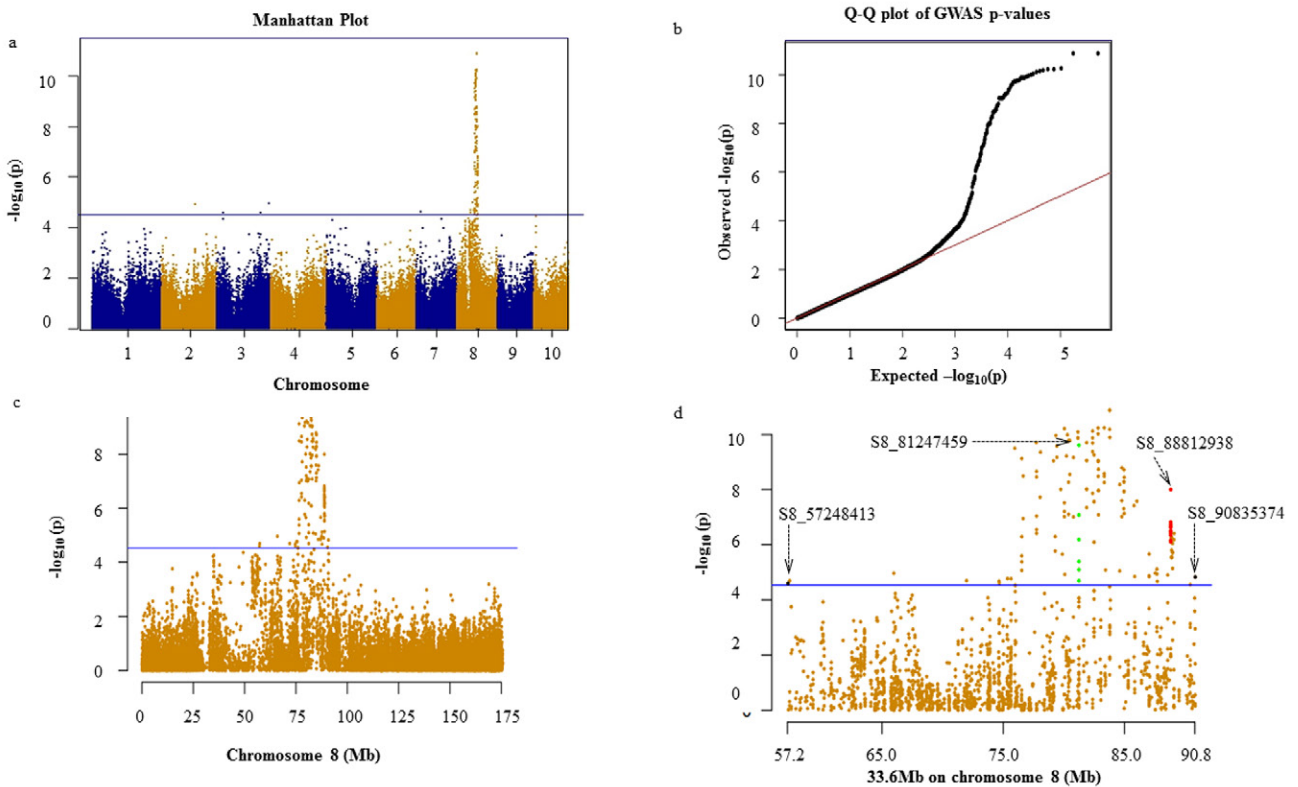 a
Manhattan Plot
-log10(p)
10
8
6
4
2
0
1 2 3 4 5 6 7 8 9 10
Chromosome
b
Q-Q plot of GWAS p-values
Observed -log10(p)
10
8
6
4
2
0
0 1 2 3 4 5
Expected –log10(p)
c
-log10(p)
8
6
4
2
0
0 25 50 75 100 125 150 175
Chromosome 8 (Mb)
d
-log10(p)
10
8
6
4
2
0
S8_81247459
S8_88812938
S8_57248413
S8_90835374
57.2 65.0 75.0 85.0 90.8
33.6Mb on chromosome 8 (Mb)